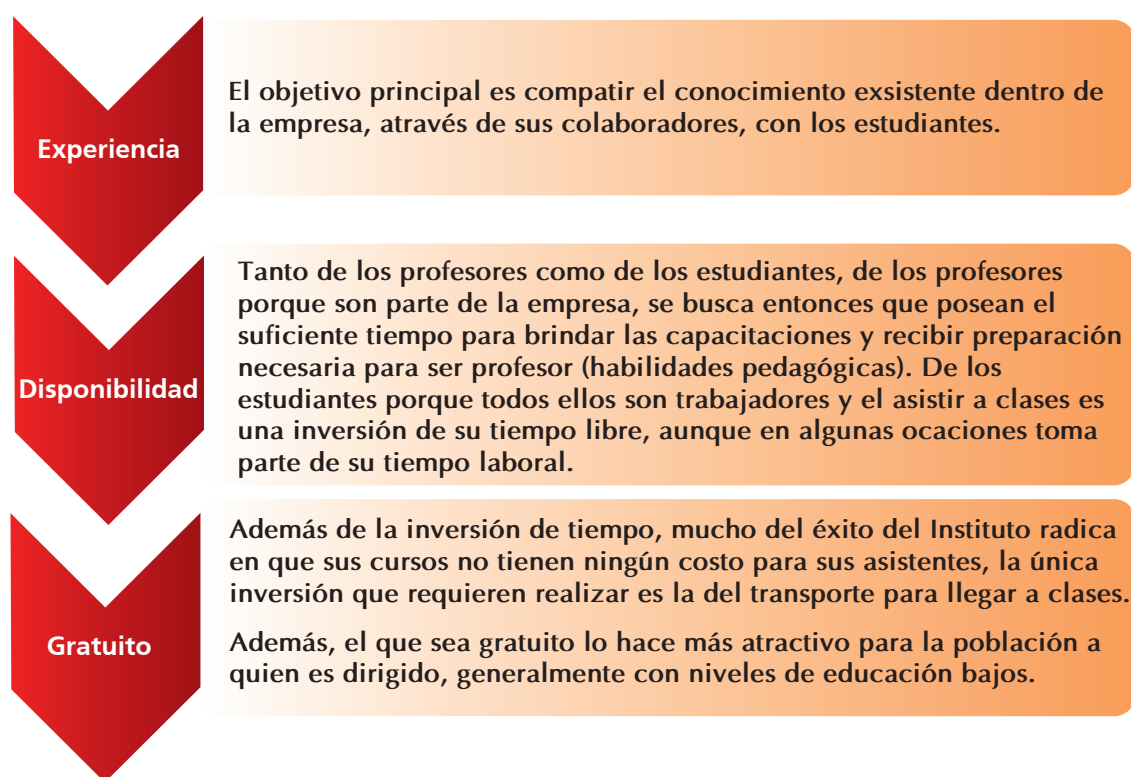 Experiencia
El objetivo principal es compatir el conocimiento exsistente dentro de
la empresa, através de sus colaboradores, con los estudiantes.
Disponibilidad
Tanto de los profesores como de los estudiantes, de los profesores
porque son parte de la empresa, se busca entonces que posean el
suficiente tiempo para brindar las capacitaciones y recibir preparación
necesaria para ser profesor (habilidades pedagógicas). De los
estudiantes porque todos ellos son trabajadores y el asistir a clases es
una inversión de su tiempo libre, aunque en algunas ocaciones toma
parte de su tiempo laboral.
Gratuito
Además de la inversión de tiempo, mucho del éxito del Instituto radica
en que sus cursos no tienen ningún costo para sus asistentes, la única
inversión que requieren realizar es la del transporte para llegar a clases.
Además, el que sea gratuito lo hace más atractivo para la población a
quien es dirigido, generalmente con niveles de educación bajos.